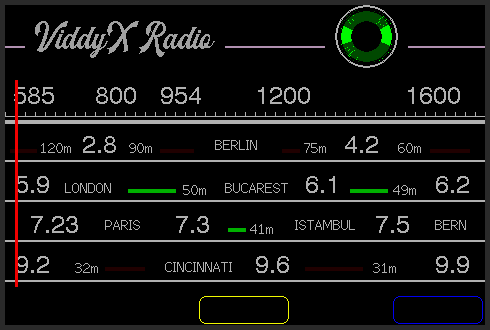 ViddyX Radio
585 800 954 1200 1600
120m 2.8 90m BERLIN 75m 4.2 60m
5.9 LONDON 50m BUCAREST 6.1 49m 6.2
7.23 PARIS 7.3 41m ISTAMBUL 7.5 BERN
9.2 32m CINCINNATI 9.6 31m 9.9